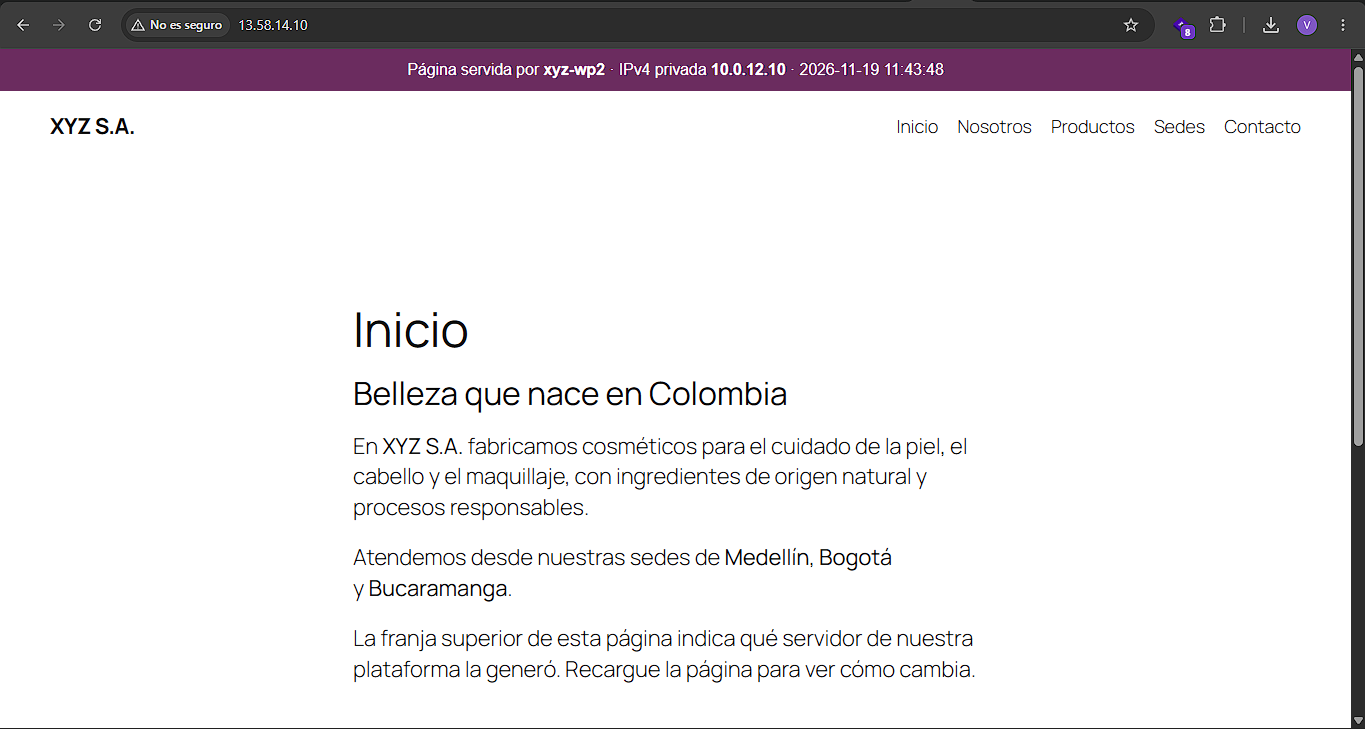 No es seguro 13.58.14.10
8
V
Página servida por xyz-wp2 · IPv4 privada 10.0.12.10 · 2026-11-19 11:43:48
XYZ S.A. Inicio Nosotros Productos Sedes Contacto
Inicio
Belleza que nace en Colombia
En XYZ S.A. fabricamos cosméticos para el cuidado de la piel, el
cabello y el maquillaje, con ingredientes de origen natural y
procesos responsables.
Atendemos desde nuestras sedes de Medellín, Bogotá
y Bucaramanga.
La franja superior de esta página indica qué servidor de nuestra
plataforma la generó. Recargue la página para ver cómo cambia.